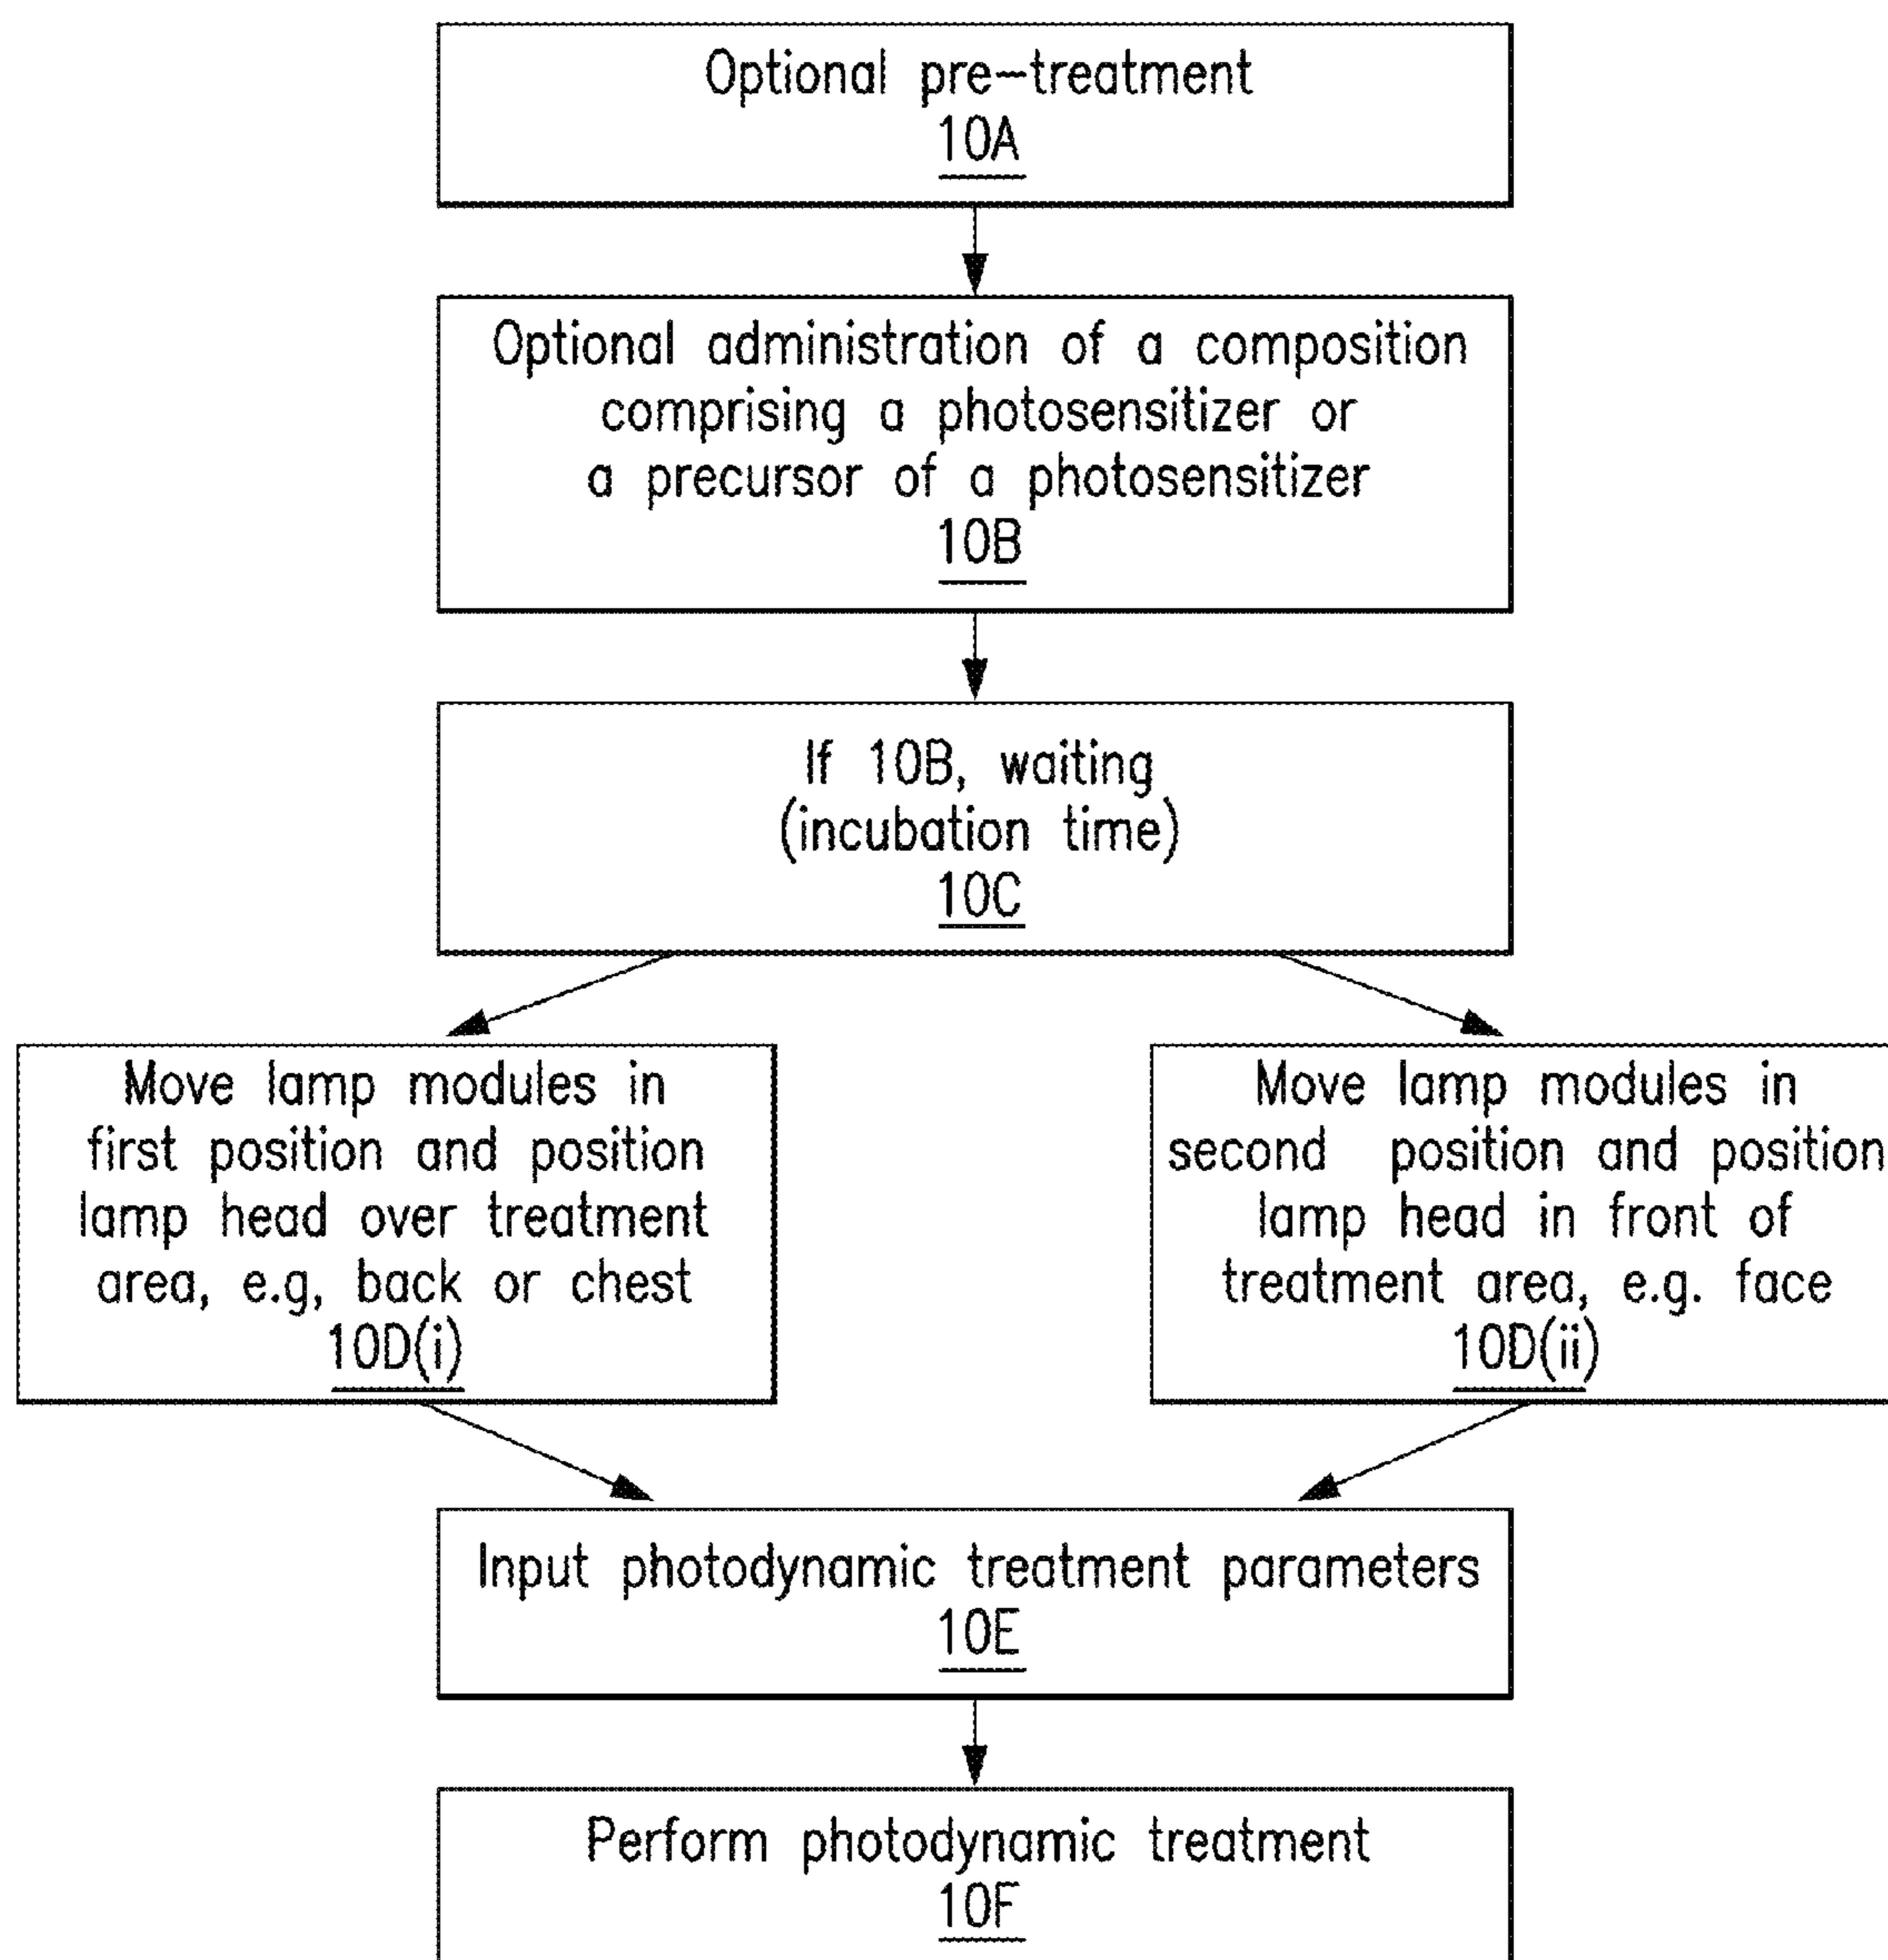 Optional pre-treatment
10A
Optional administration of a composition
comprising a photosensitizer or
a precursor of a photosensitizer
10B
If 10B, waiting
(incubation time)
10C
Move lamp modules in
first position and position
lamp head over treatment
area, e.g, back or chest
10D(i)
Move lamp modules in
second position and position
lamp head in front of
treatment area, e.g. face
10D(ii)
Input photodynamic treatment parameters
10E
Perform photodynamic treatment
10F